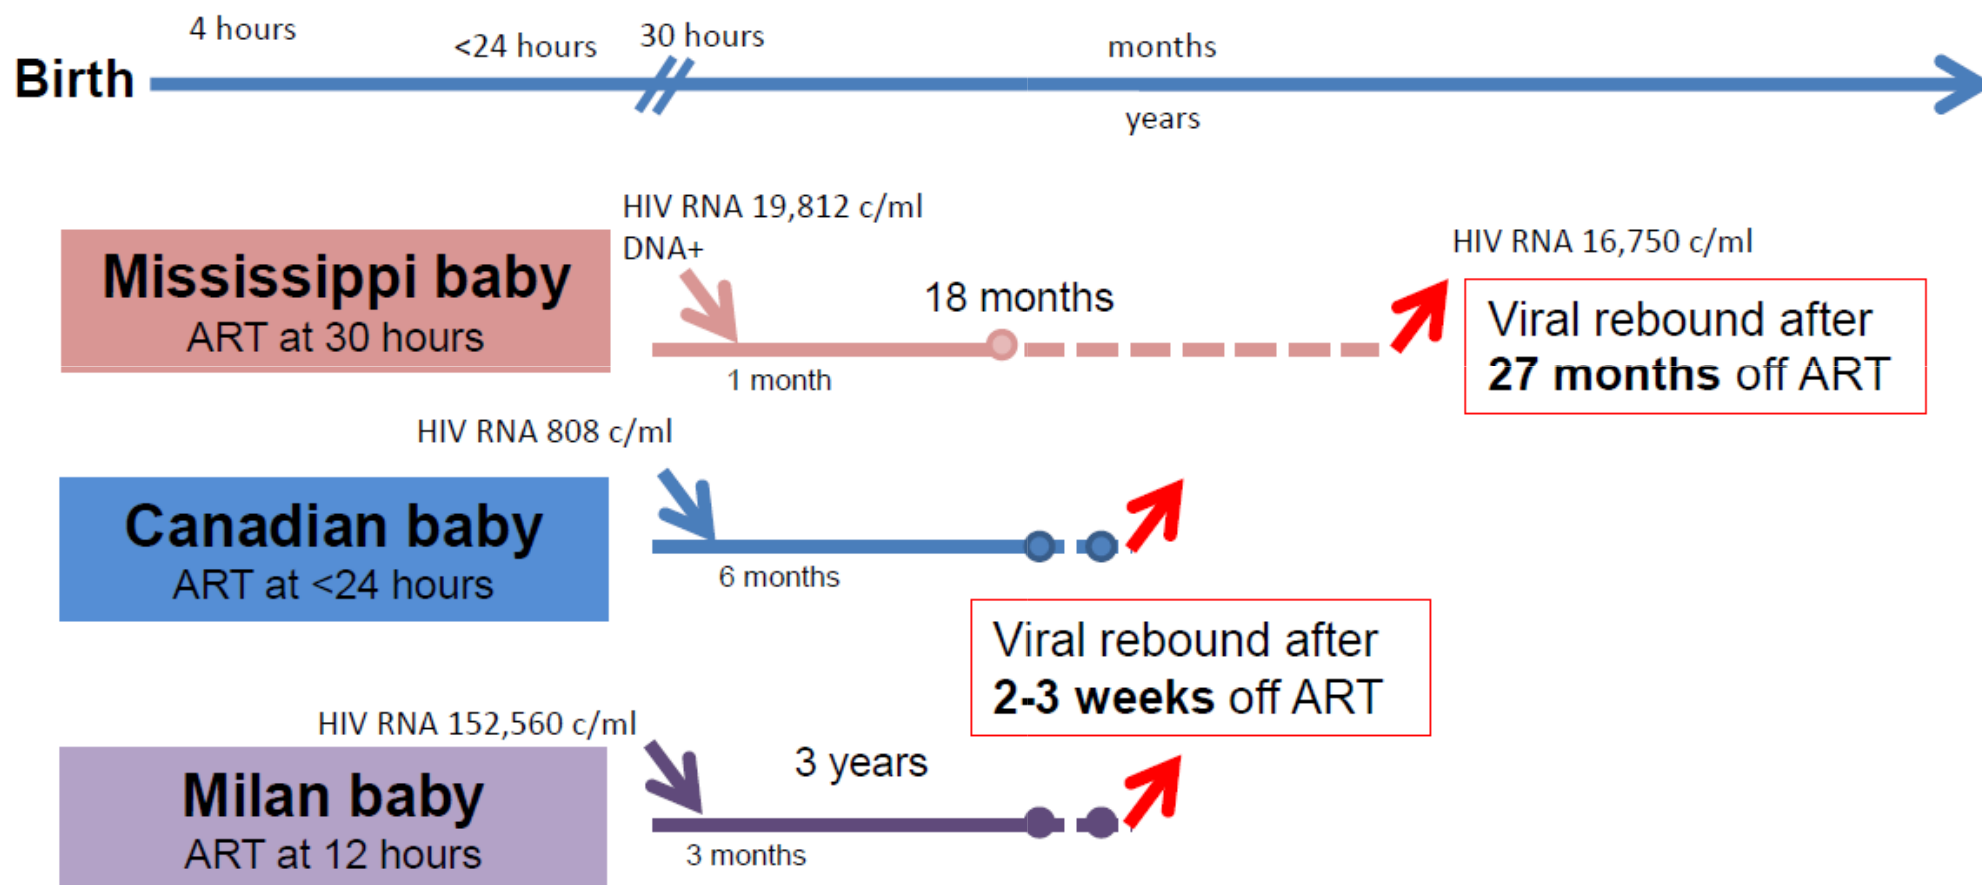 4 hours
<24 hours
30 hours
months
Birth
years
HIV RNA 19,812 c/ml
DNA+
HIV RNA 16,750 c/ml
Mississippi baby
ART at 30 hours
18 months
1 month
Viral rebound after
27 months off ART
HIV RNA 808 c/ml
Canadian baby
ART at <24 hours
6 months
Viral rebound after
2-3 weeks off ART
HIV RNA 152,560 c/ml
Milan baby
ART at 12 hours
3 years
3 months